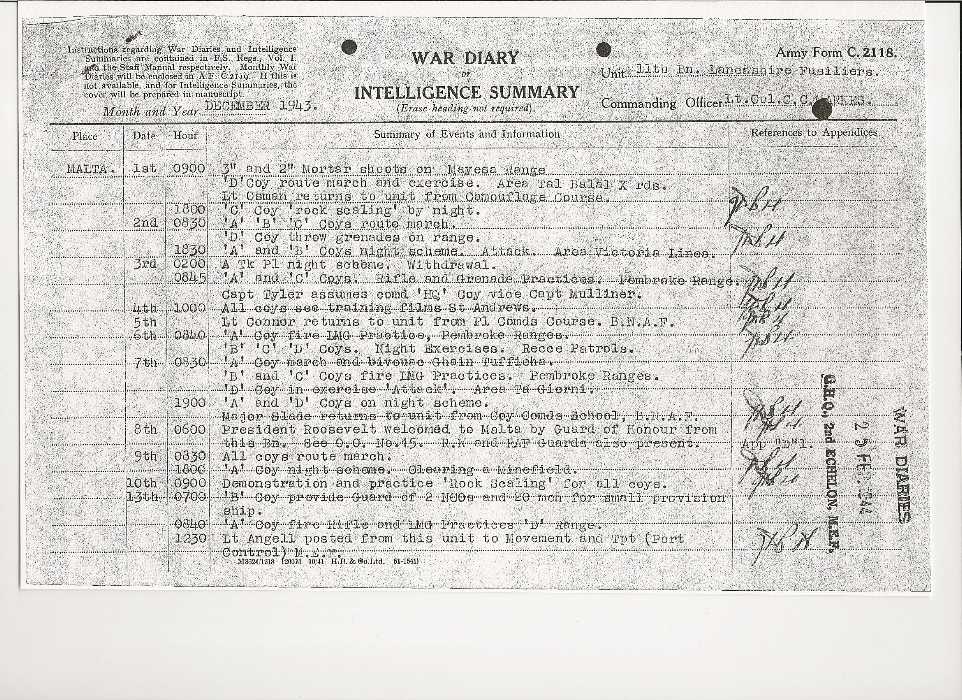 Instructions regarding War Diaries and Intelligence
Summaries are contained in F.S. Regs., Vol. I.
and the Staff Manual respectively. Monthly War
Diaries will be enclosed in A.F. C.2119. If this is
not available, and for Intelligence Summaries, the
cover will be prepared in manuscript.
Month and Year DECEMBER 1943.
WAR DIARY
OF
INTELLIGENCE SUMMARY
(Erase heading not required).
Army Form C. 2118.
Unit 11th Bn. Lancashire Fusiliers.
Commanding Officer Lt.Col.C.C.
Place Date Hour Summary of Events and Information References to Appendices
MALTA. 1st 0900 3" and 2" Mortar shoots on Range
'D' Coy route march and exercise. Area Tal Balal X rds.
Lt Osman returns to unit from Camouflage Course.
1800 'C' Coy 'rock scaling' by night.
2nd 0830 'A' 'B' 'C' Coys route march.
'D' Coy throw grenades on range.
1830 'A' and 'B' Coys night scheme. Attack. Area Victoria Lines.
3rd 0200 A Tk Pl night scheme. Withdrawal.
0845 'A' and 'C' Coys. Rifle and Grenade Practices. Pembroke Range.
Capt Tyler assumes comd 'HQ' Coy vice Capt Mulliner.
4th 1000 All coys see training films St Andrews.
5th Lt Connor returns to unit from Pl Comds Course. B.N.A.F.
6th 0840 'A' Coy fire LMG Practice, Pembroke Ranges.
'B' 'C' 'D' Coys. Night Exercises. Recce Patrols.
7th 0830 'A' Coy march and bivouac Ghain Tuffieha.
'B' and 'C' Coys fire LMG Practices. Pembroke Ranges.
'D' Coy in exercise 'Attack'. Area Ta Giorni.
1900 'A' and 'D' Coys on night scheme.
Major Slade returns to unit from Coy Comds School, B.N.A.F.
8th 0600 President Roosevelt welcomed to Malta by Guard of Honour from
this Bn. See O.O. No.45. R.N and RAF Guards also present. App "N"1.
9th 0830 All coys route march.
1800 'A' Coy night scheme. Clearing a Minefield.
10th 0900 Demonstration and practice 'Rock Scaling' for all coys.
13th 0700 'B' Coy provide Guard of 2 NCOs and 20 men for small provision
ship.
0840 'A' Coy fire Rifle and LMG Practices 'D' Range.
1230 Lt Angell posted from this unit to Movement and Tpt (Port
Control) M.E.F.
H.B. & Co.Ltd.
G.H.Q., 2nd ECHELON, M.E.F.
WAR DIARIES